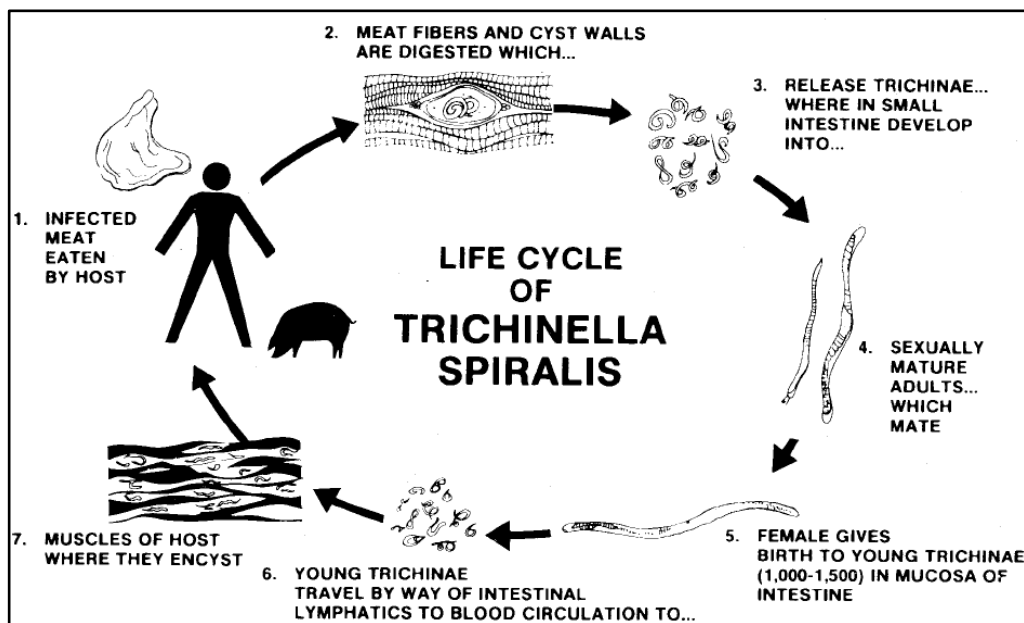 2. MEAT FIBERS AND CYST WALLS
ARE DIGESTED WHICH...
3. RELEASE TRICHINAE...
WHERE IN SMALL
INTESTINE DEVELOP
INTO...
1. INFECTED
MEAT
EATEN
BY HOST
LIFE CYCLE
OF
TRICHINELLA
SPIRALIS
4. SEXUALLY
MATURE
ADULTS...
WHICH
MATE
5. FEMALE GIVES
BIRTH TO YOUNG TRICHINAE
(1,000-1,500) IN MUCOSA OF
INTESTINE
6. YOUNG TRICHINAE
TRAVEL BY WAY OF INTESTINAL
LYMPHATICS TO BLOOD CIRCULATION TO...
7. MUSCLES OF HOST
WHERE THEY ENCYST